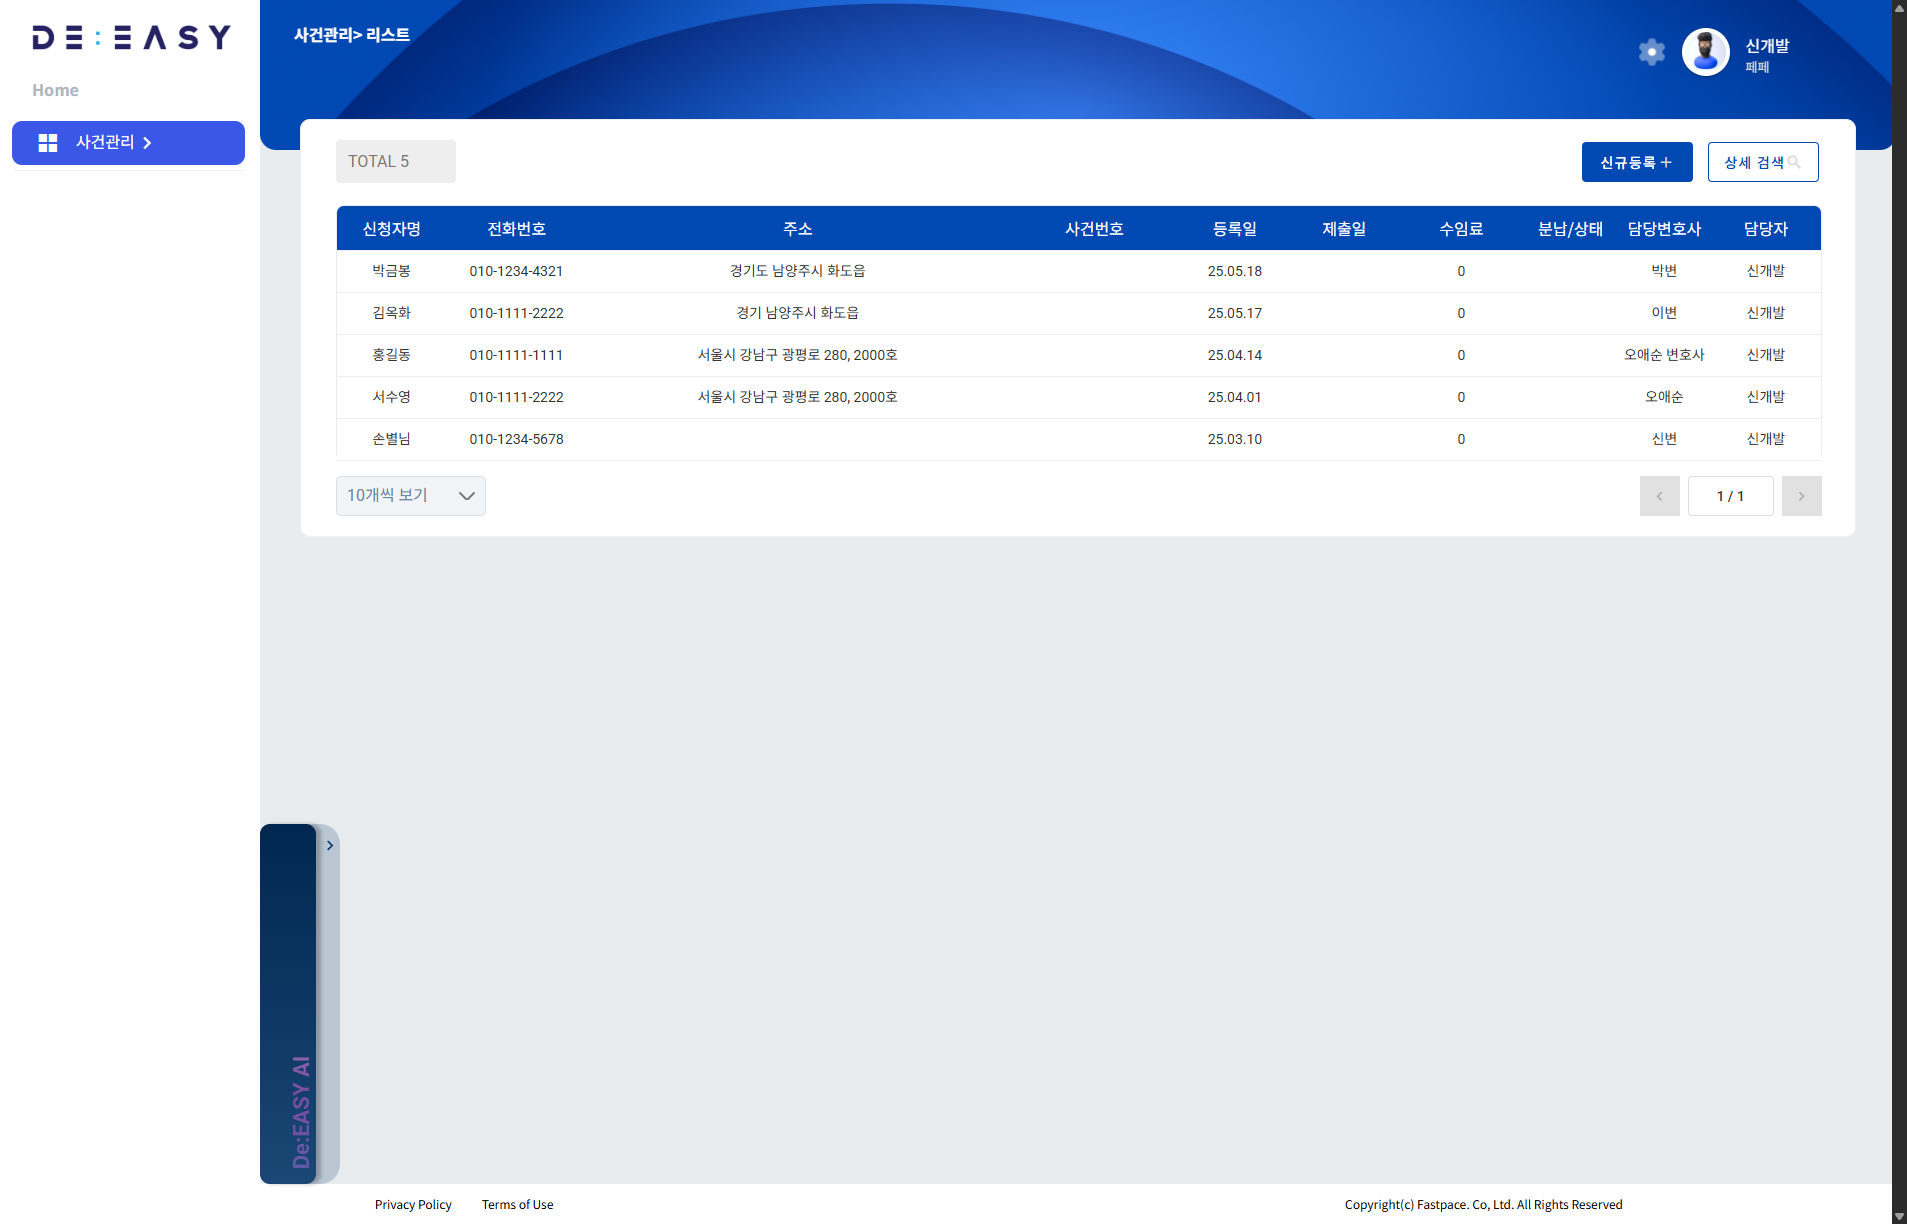 DE:EASY
Home
사건관리
사건관리> 리스트
신개발
페페
TOTAL 5
신규등록
상세 검색
신청자명 전화번호 주소 사건번호 등록일 제출일 수임료 분납/상태 담당변호사 담당자
박금봉 010-1234-4321 경기도 남양주시 화도읍 25.05.18 0 박변 신개발
김옥화 010-1111-2222 경기 남양주시 화도읍 25.05.17 0 이변 신개발
홍길동 010-1111-1111 서울시 강남구 광평로 280, 2000호 25.04.14 0 오애순 변호사 신개발
서수영 010-1111-2222 서울시 강남구 광평로 280, 2000호 25.04.01 0 오애순 신개발
손별님 010-1234-5678 25.03.10 0 신변 신개발
10개씩 보기
1 / 1
De:EASY AI
Privacy Policy Terms of Use
Copyright(c) Fastpace. Co, Ltd. All Rights Reserved